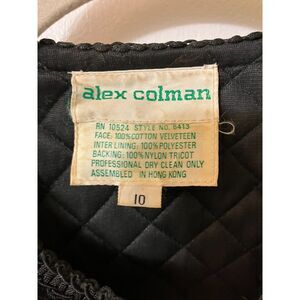 alex colman
RN 10524 STYLE NO. 6413
FACE: 100% COTTON VELVETEEN
INTER LINING: 100% POLYESTER
BACKING: 100% NYLON TRICOT
PROFESSIONAL DRY CLEAN ONLY
ASSEMBLED IN HONG KONG
10